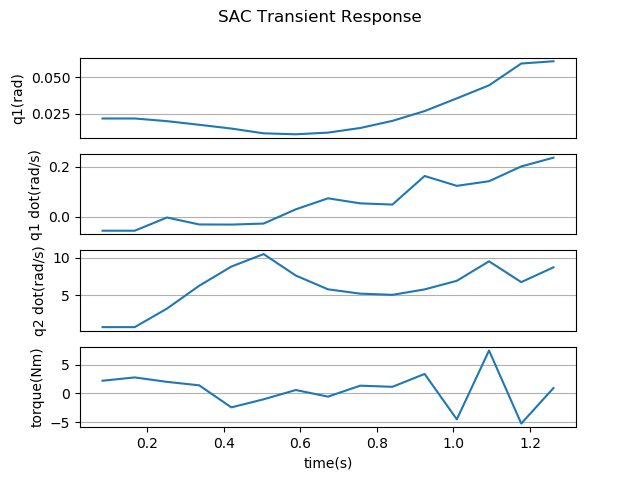 SAC Transient Response
q1(rad)
0.050
0.025
q1 dot(rad/s)
0.2
0.0
q2 dot(rad/s)
10
5
torque(Nm)
5
0
−5
0.2 0.4 0.6 0.8 1.0 1.2
time(s)